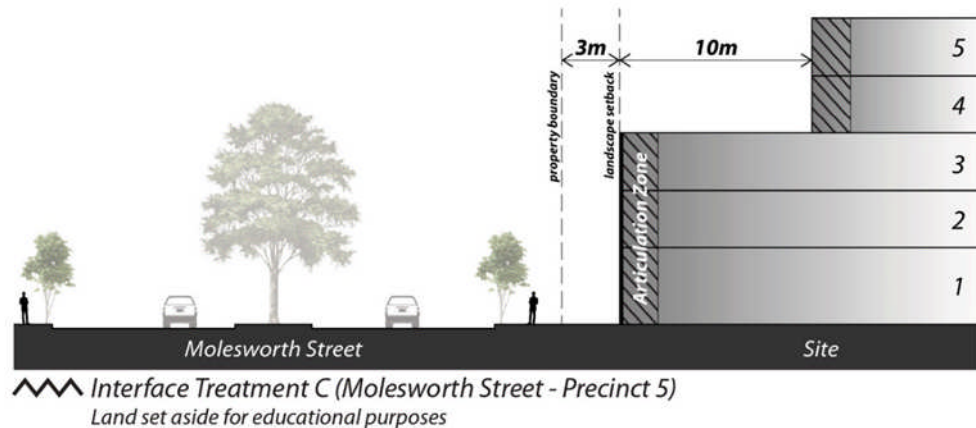 3m
10m
property boundary
landscape setback
Articulation Zone
5
4
3
2
1
Molesworth Street
Site
Interface Treatment C (Molesworth Street - Precinct 5)
Land set aside for educational purposes